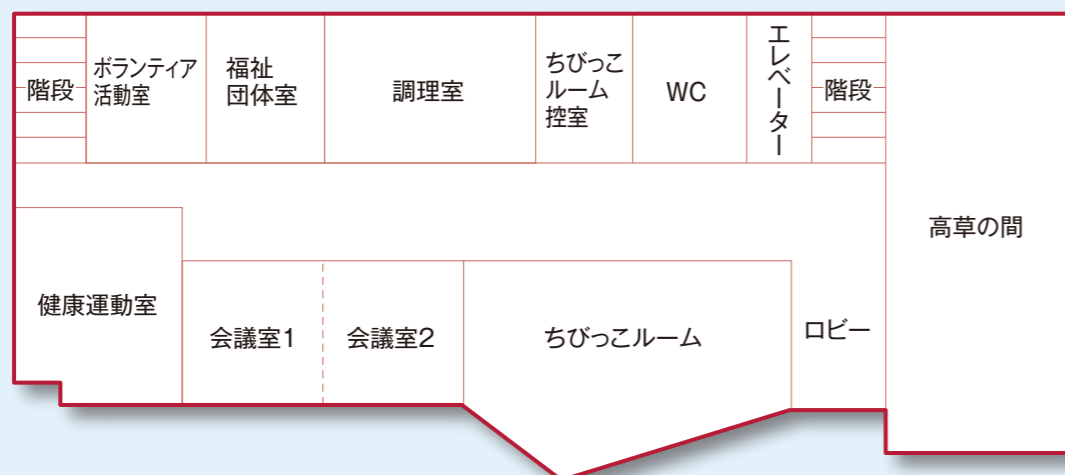 階段
ボランティア
活動室
福祉
団体室
調理室
ちびっこ
ルーム
控室
WC
エレベーター
階段
高草の間
健康運動室
会議室1
会議室2
ちびっこルーム
ロビー